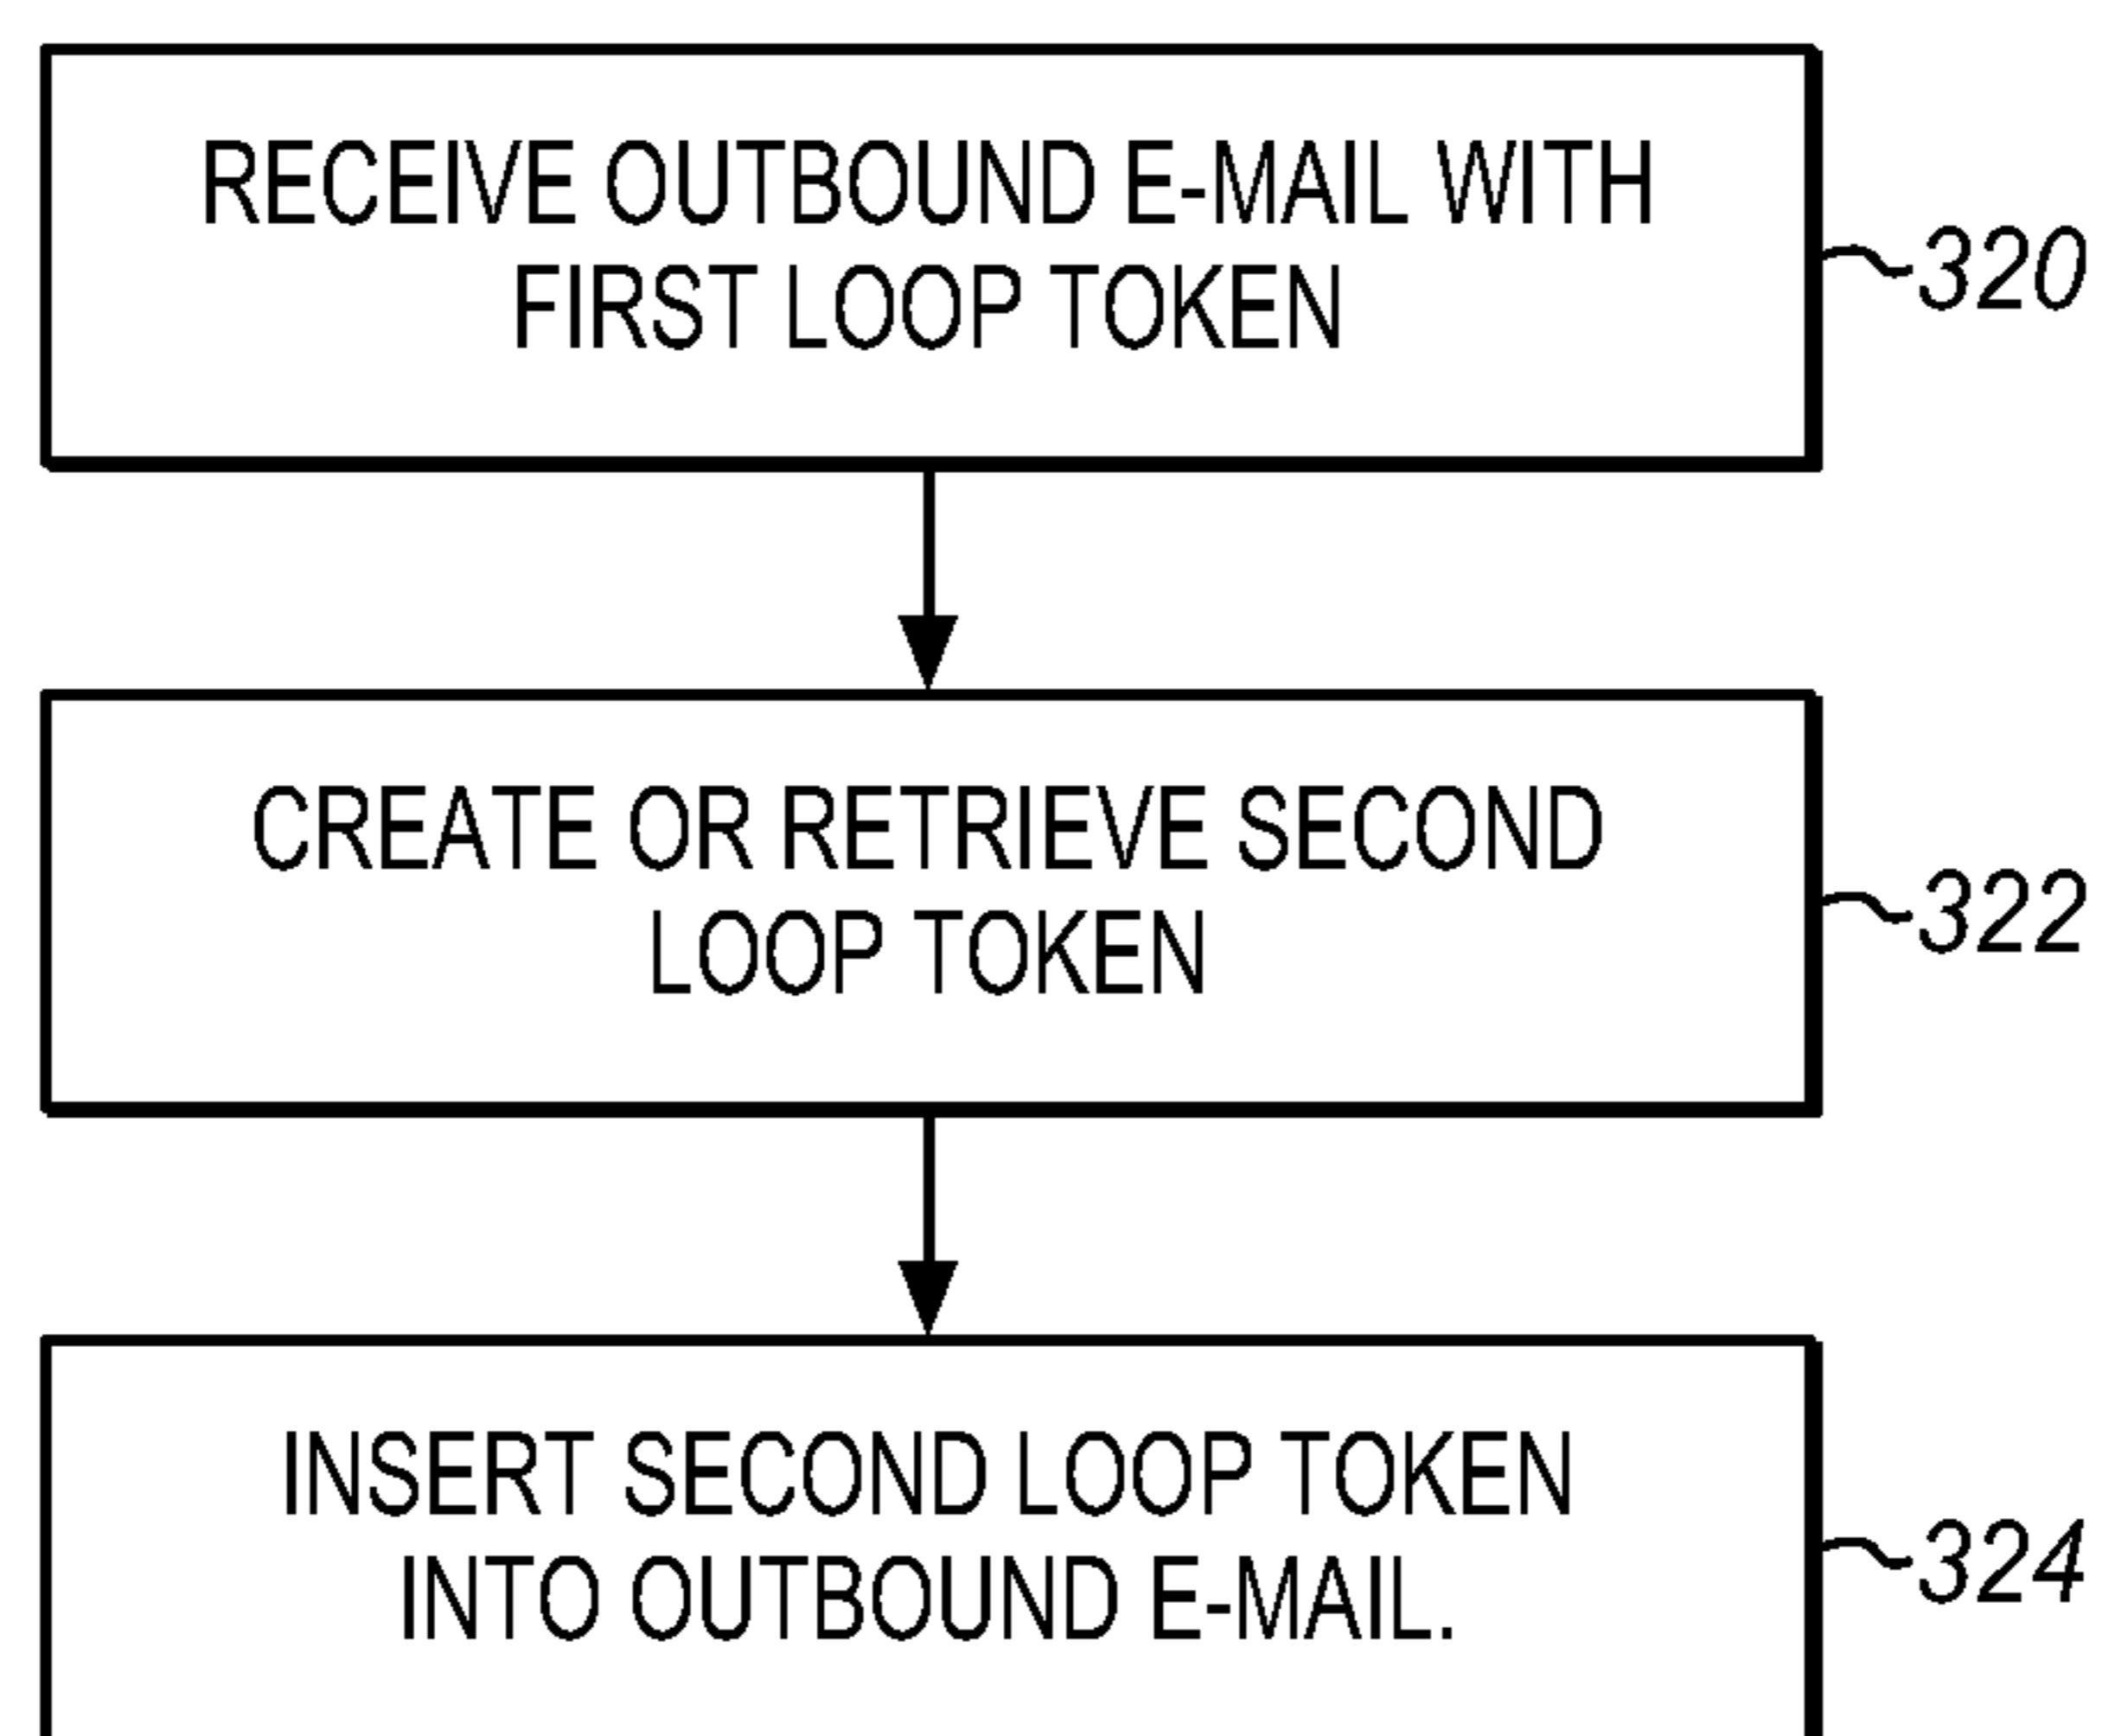 RECEIVE OUTBOUND E-MAIL WITH
FIRST LOOP TOKEN
320
CREATE OR RETRIEVE SECOND
LOOP TOKEN
322
INSERT SECOND LOOP TOKEN
INTO OUTBOUND E-MAIL.
324